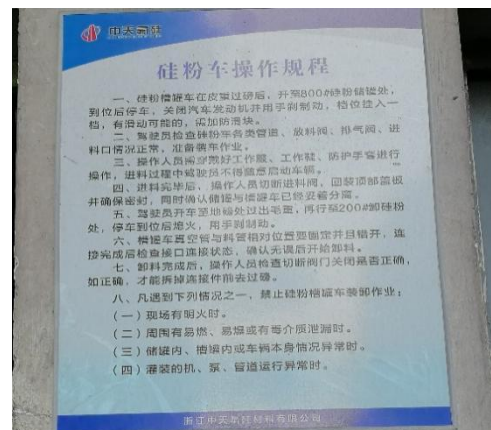 中天氟硅
硅粉车操作规程
一、硅粉槽罐车在皮架过磅后，开至800#硅粉储罐处，
到位后停车，关闭汽车发动机并用手刹制动，档位挂入一
档，有滑动可能的，需加防滑块。
二、驾驶员检查硅粉车各类管道、放料阀、排气阀、进
料口情况正常，准备装车作业。
三、操作人员需穿戴好工作服、工作鞋、防护手套进行
操作，进料过程中驾驶员不得随意启动车辆。
四、进料完毕后，操作人员切断进料阀，回装顶部盖板
并确保密封，同时确认储罐与槽车已经妥善分离。
五、驾驶员开车至地磅处过出毛重，再行至200#卸硅粉
处，停车到位后熄火，用手刹制动。
六、槽罐车真空管与料管相对位置要固定并且错开，连
接完成后检查接口连接状态，确认无误后开始卸料。
七、卸料完成后，操作人员检查切断阀门关闭是否正确，
如正确，才能拆掉连接件前去过磅。
八、凡遇到下列情况之一，禁止硅粉槽罐车装卸作业：
（一）现场有明火时。
（二）周围有易燃、易爆或有毒介质泄漏时。
（三）储罐内、槽罐内或车辆本身情况异常时。
（四）灌装的机、泵、管道运行异常时。
浙江中天氟硅材料有限公司